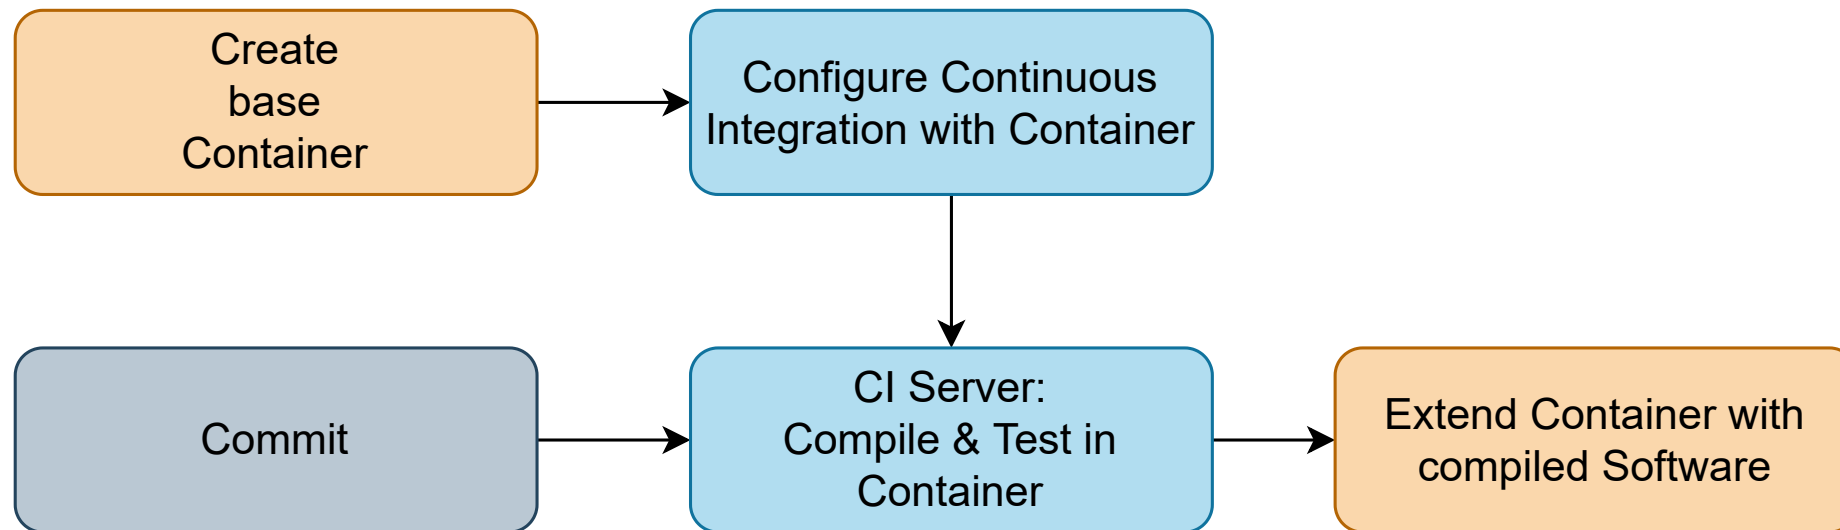 Create
base
Container
Configure Continuous
Integration with Container
Commit
CI Server:
Compile & Test in
Container
Extend Container with
compiled Software